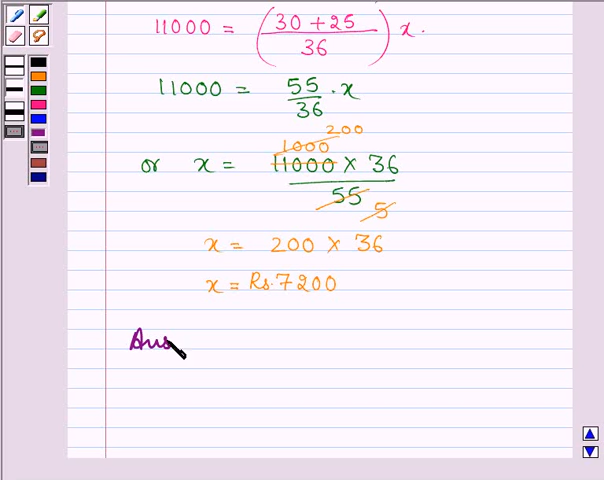 11000 = (30 + 25 / 36) x.
11000 = 55/36 · x
200
1000
or x = 11000 × 36 / 55
5
x = 200 × 36
x = Rs. 7200
Ans